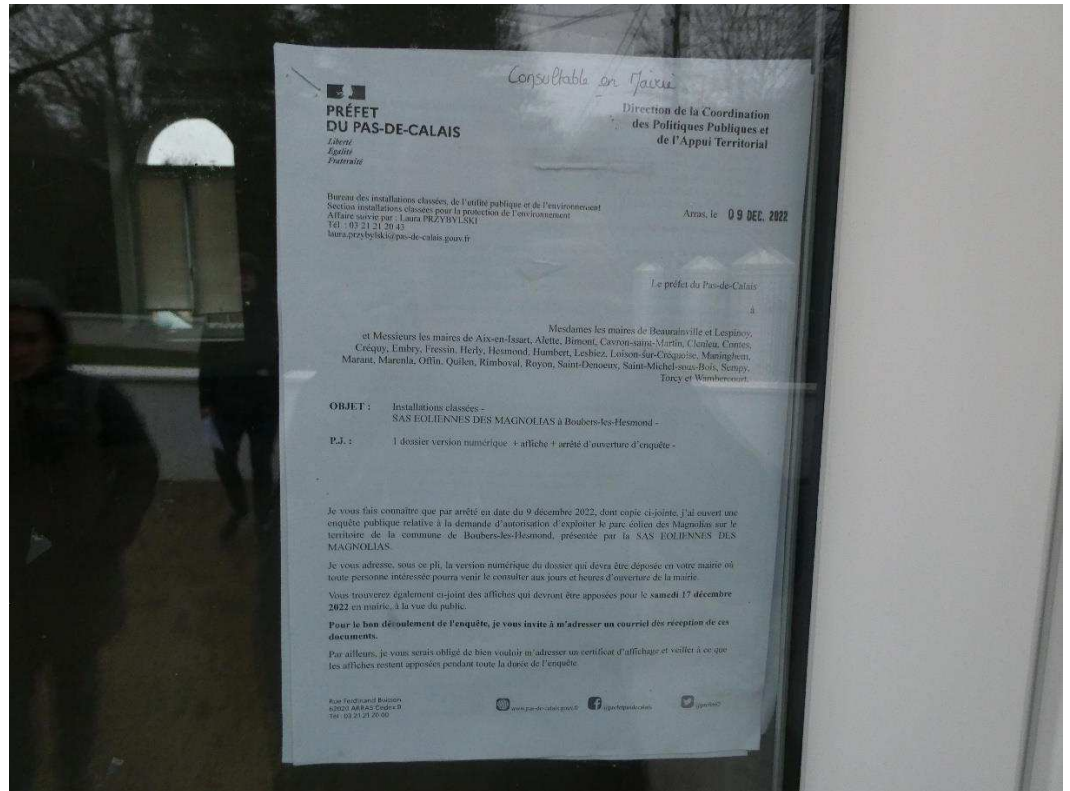 Consultable en Mairie
PRÉFET
DU PAS-DE-CALAIS
Liberté
Égalité
Fraternité
Direction de la Coordination
des Politiques Publiques et
de l'Appui Territorial
Bureau des installations classées, de l'utilité publique et de l'environnement
Section installations classées pour la protection de l'environnement
Affaire suivie par : Laura PRZYBYLSKI
Tél : 03 21 21 20 43
laura.przybylski@pas-de-calais.gouv.fr
Arras, le 09 DEC. 2022
Le préfet du Pas-de-Calais
à
Mesdames les maires de Beaurainville et Lespinoy,
et Messieurs les maires de Aix-en-Issart, Alette, Bimont, Cavron-saint-Martin, Clenleu, Contes,
Créquy, Embry, Fressin, Herly, Hesmond, Humbert, Lesbiez, Loison-sur-Créquoise, Maninghem,
Marant, Marenla, Offin, Quilen, Rimboval, Royon, Saint-Denoeux, Saint-Michel-sous-Bois, Sempy,
Torcy et Wambercourt.
OBJET : Installations classées -
SAS EOLIENNES DES MAGNOLIAS à Boubers-les-Hesmond -
P.J. : 1 dossier version numérique + affiche + arrêté d'ouverture d'enquête -
Je vous fais connaître que par arrêté en date du 9 décembre 2022, dont copie ci-jointe, j'ai ouvert une
enquête publique relative à la demande d'autorisation d'exploiter le parc éolien des Magnolias sur le
territoire de la commune de Boubers-les-Hesmond, présentée par la SAS EOLIENNES DES
MAGNOLIAS.
Je vous adresse, sous ce pli, la version numérique du dossier qui devra être déposée en votre mairie où
toute personne intéressée pourra venir le consulter aux jours et heures d'ouverture de la mairie.
Vous trouverez également ci-joint des affiches qui devront être apposées pour le samedi 17 décembre
2022 en mairie, à la vue du public.
Pour le bon déroulement de l'enquête, je vous invite à m'adresser un courriel dès réception de ces
documents.
Par ailleurs, je vous serais obligé de bien vouloir m'adresser un certificat d'affichage et veiller à ce que
les affiches restent apposées pendant toute la durée de l'enquête
Rue Ferdinand Buisson
62020 ARRAS Cedex 9
Tél : 03 21 21 20 00
www.pas-de-calais.gouv.fr